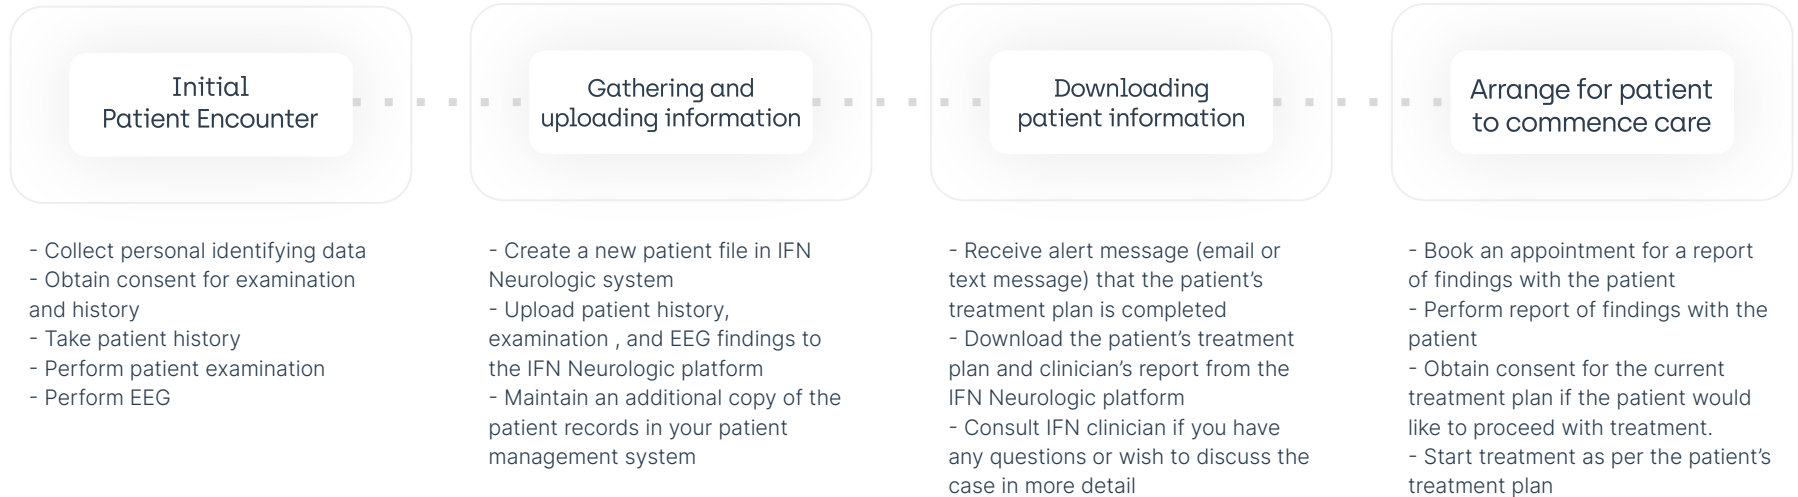 Initial
Patient Encounter
- Collect personal identifying data
- Obtain consent for examination
and history
- Take patient history
- Perform patient examination
- Perform EEG
Gathering and
uploading information
- Create a new patient file in IFN
Neurologic system
- Upload patient history,
examination , and EEG findings to
the IFN Neurologic platform
- Maintain an additional copy of the
patient records in your patient
management system
Downloading
patient information
- Receive alert message (email or
text message) that the patient’s
treatment plan is completed
- Download the patient’s treatment
plan and clinician’s report from the
IFN Neurologic platform
- Consult IFN clinician if you have
any questions or wish to discuss the
case in more detail
Arrange for patient
to commence care
- Book an appointment for a report
of findings with the patient
- Perform report of findings with the
patient
- Obtain consent for the current
treatment plan if the patient would
like to proceed with treatment.
- Start treatment as per the patient’s
treatment plan